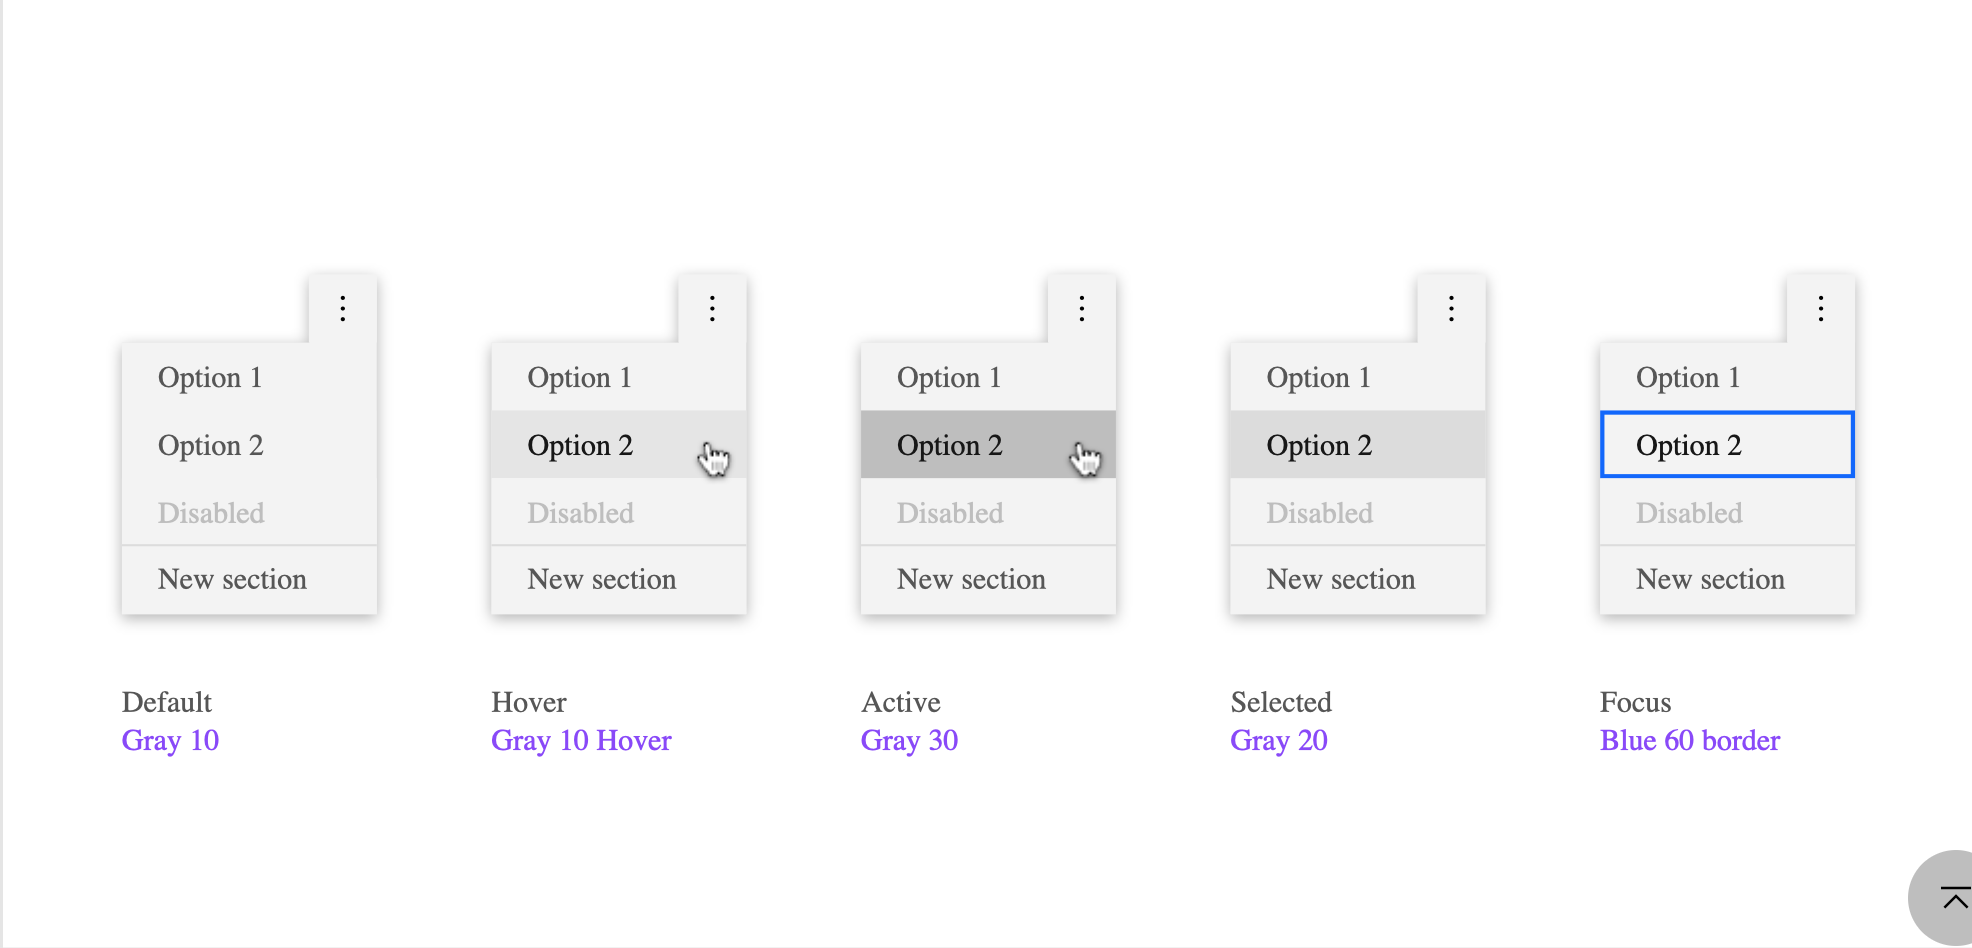 Option 1
Option 2
Disabled
New section
Default
Gray 10
Option 1
Option 2
Disabled
New section
Hover
Gray 10 Hover
Option 1
Option 2
Disabled
New section
Active
Gray 30
Option 1
Option 2
Disabled
New section
Selected
Gray 20
Option 1
Option 2
Disabled
New section
Focus
Blue 60 border